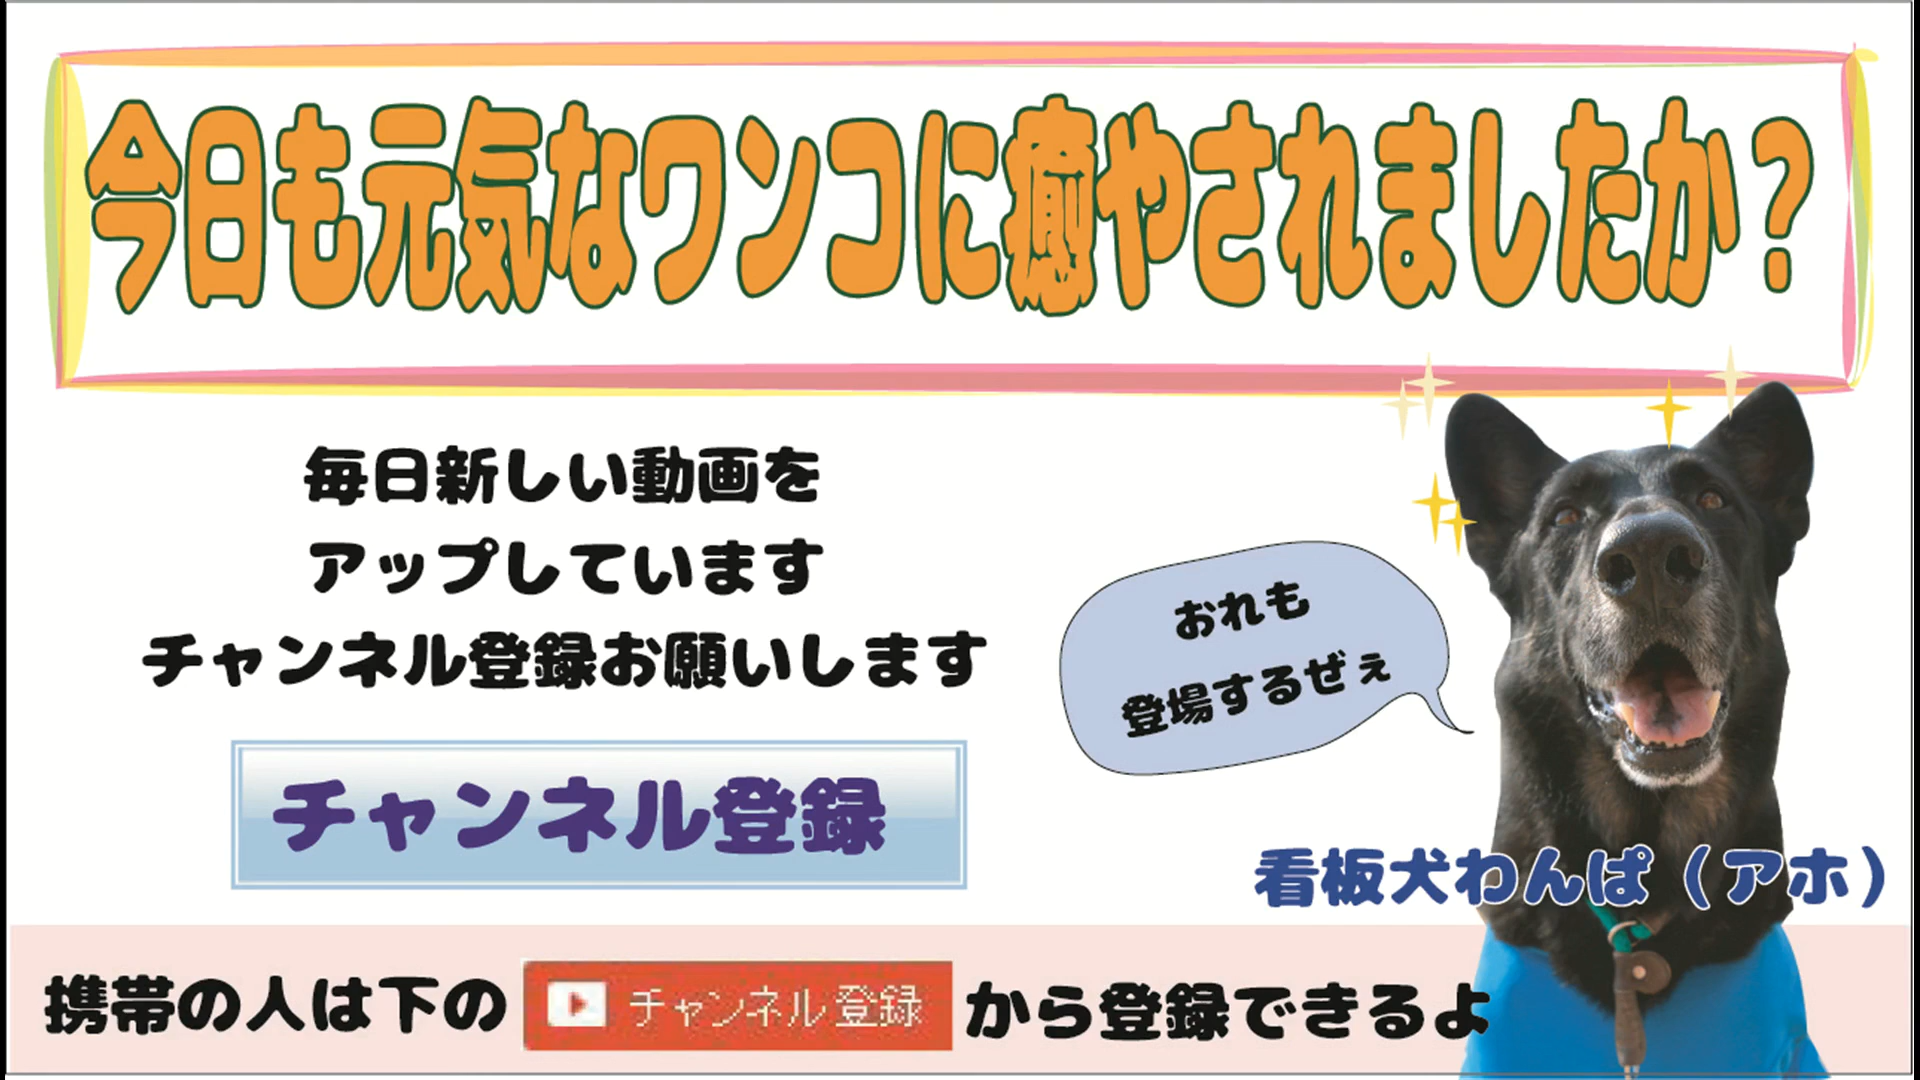 今日も元気なワンコに癒やされましたか？
毎日新しい動画を
アップしています
チャンネル登録お願いします
チャンネル登録
おれも
登場するぜぇ
看板犬わんぱ（アホ）
携帯の人は下の チャンネル登録 から登録できるよ